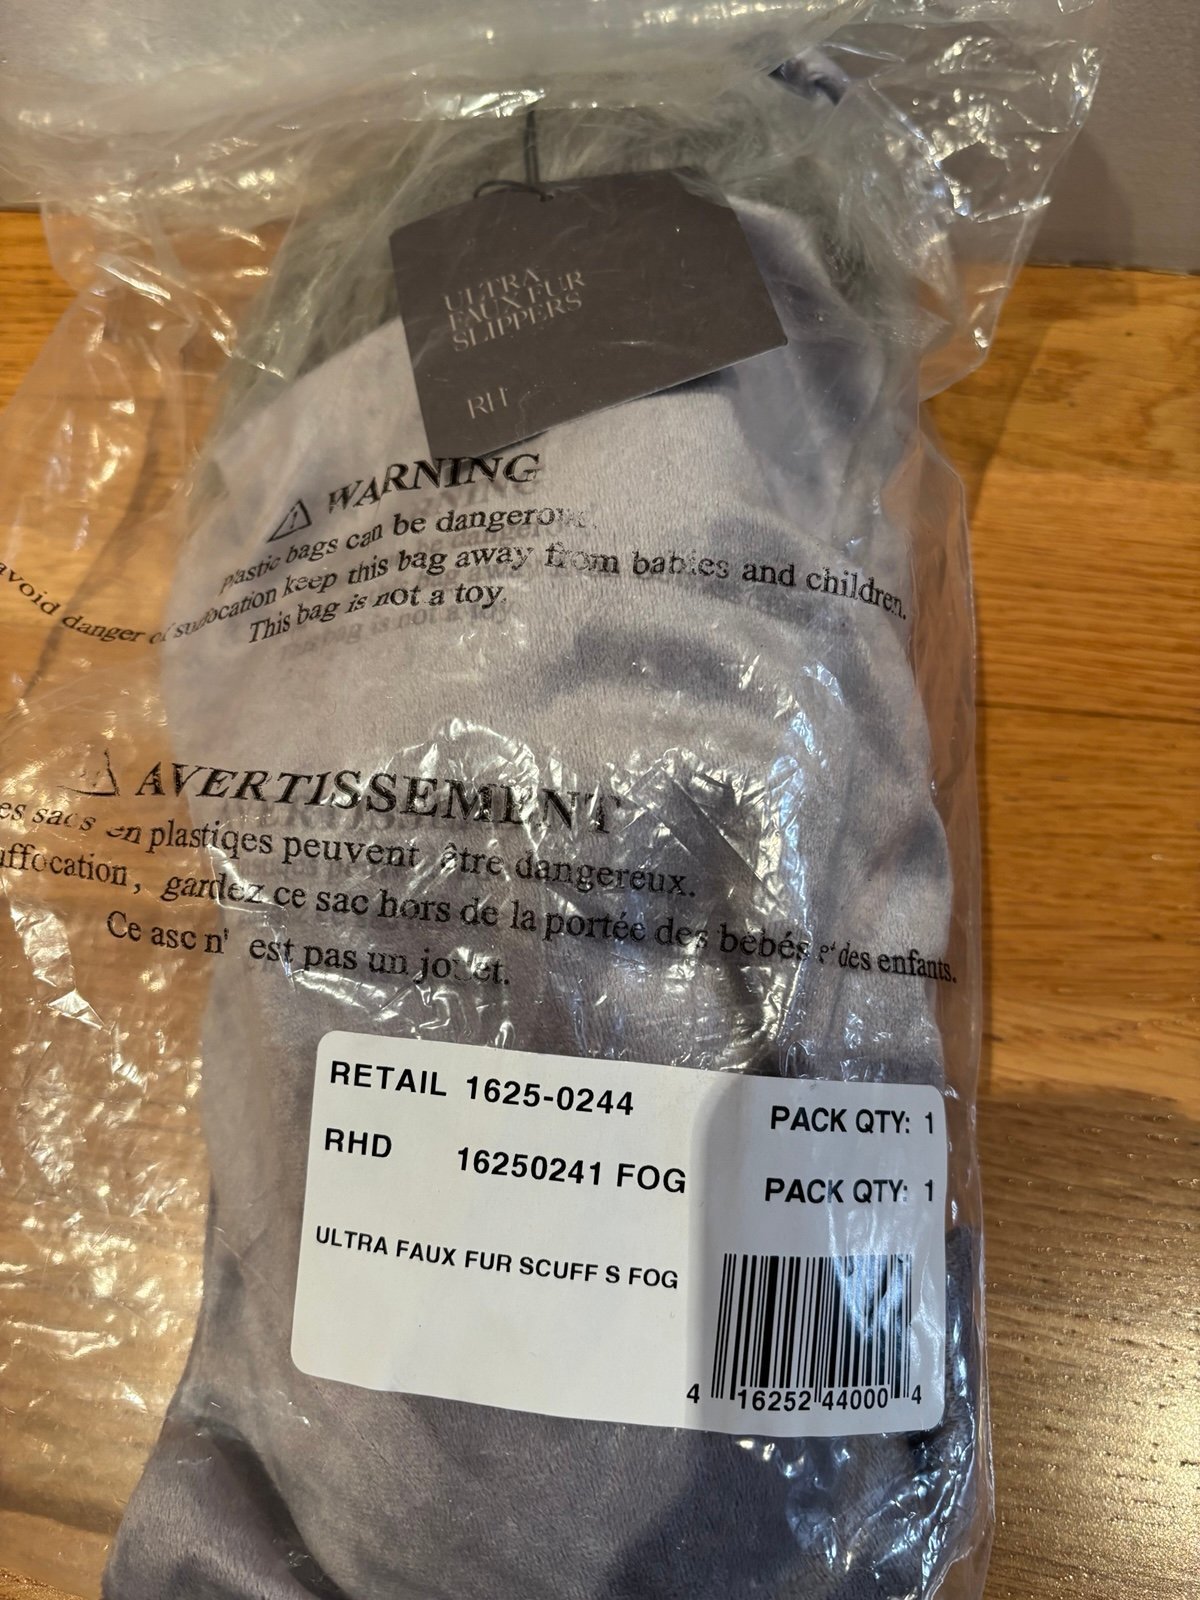 ULTRA
FAUX FUR
SLIPPERS
RH
WARNING
plastic bags can be
avoid danger of suffocation keep this bag away from babies and children.
This bag is not a toy.
AVERTISSEMENT
es sacs en plastiqes peuvent être dangereux.
uffocation, gardez ce sac hors de la portée des bébés et des enfants.
Ce asc n' est pas un jouet.
RETAIL 1625-0244
PACK QTY: 1
RHD 16250241 FOG
PACK QTY: 1
ULTRA FAUX FUR SCUFF S FOG
4 16252 44000 4